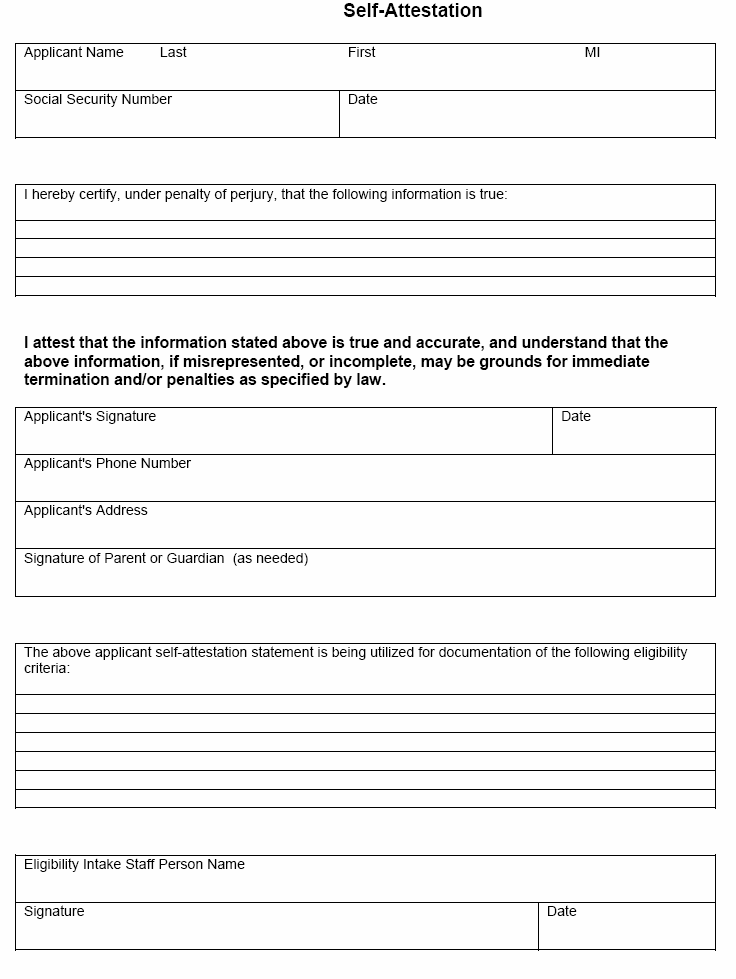 Self-Attestation
Applicant Name Last First MI
Social Security Number Date
I hereby certify, under penalty of perjury, that the following information is true:
I attest that the information stated above is true and accurate, and understand that the
above information, if misrepresented, or incomplete, may be grounds for immediate
termination and/or penalties as specified by law.
Applicant's Signature Date
Applicant's Phone Number
Applicant's Address
Signature of Parent or Guardian (as needed)
The above applicant self-attestation statement is being utilized for documentation of the following eligibility
criteria:
Eligibility Intake Staff Person Name
Signature Date